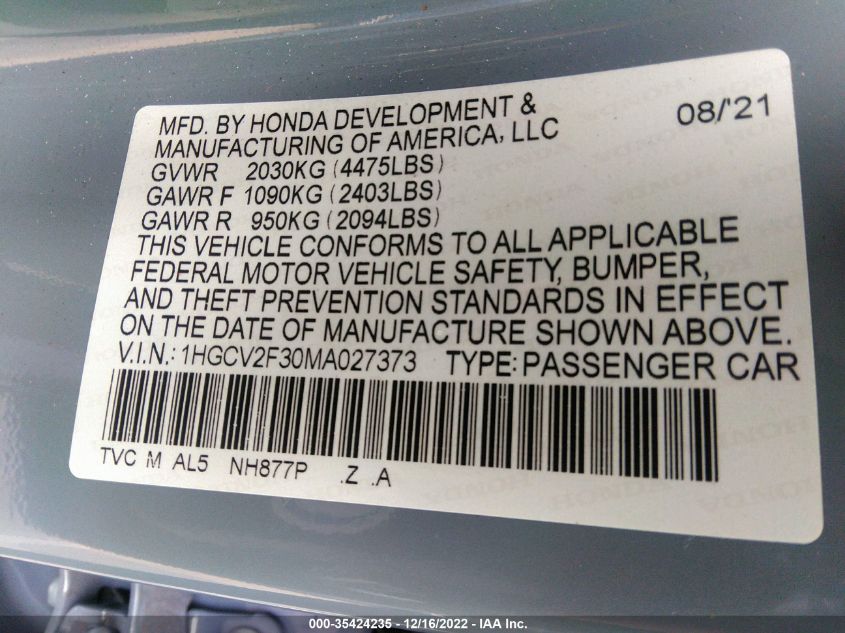 MFD. BY HONDA DEVELOPMENT & 08/'21
MANUFACTURING OF AMERICA, LLC
GVWR 2030KG (4475LBS)
GAWR F 1090KG (2403LBS)
GAWR R 950KG (2094LBS)
THIS VEHICLE CONFORMS TO ALL APPLICABLE
FEDERAL MOTOR VEHICLE SAFETY, BUMPER,
AND THEFT PREVENTION STANDARDS IN EFFECT
ON THE DATE OF MANUFACTURE SHOWN ABOVE.
V.I.N.: 1HGCV2F30MA027373 TYPE: PASSENGER CAR
TVC M AL5 NH877P .Z .A
000-35424235 - 12/16/2022 - IAA Inc.